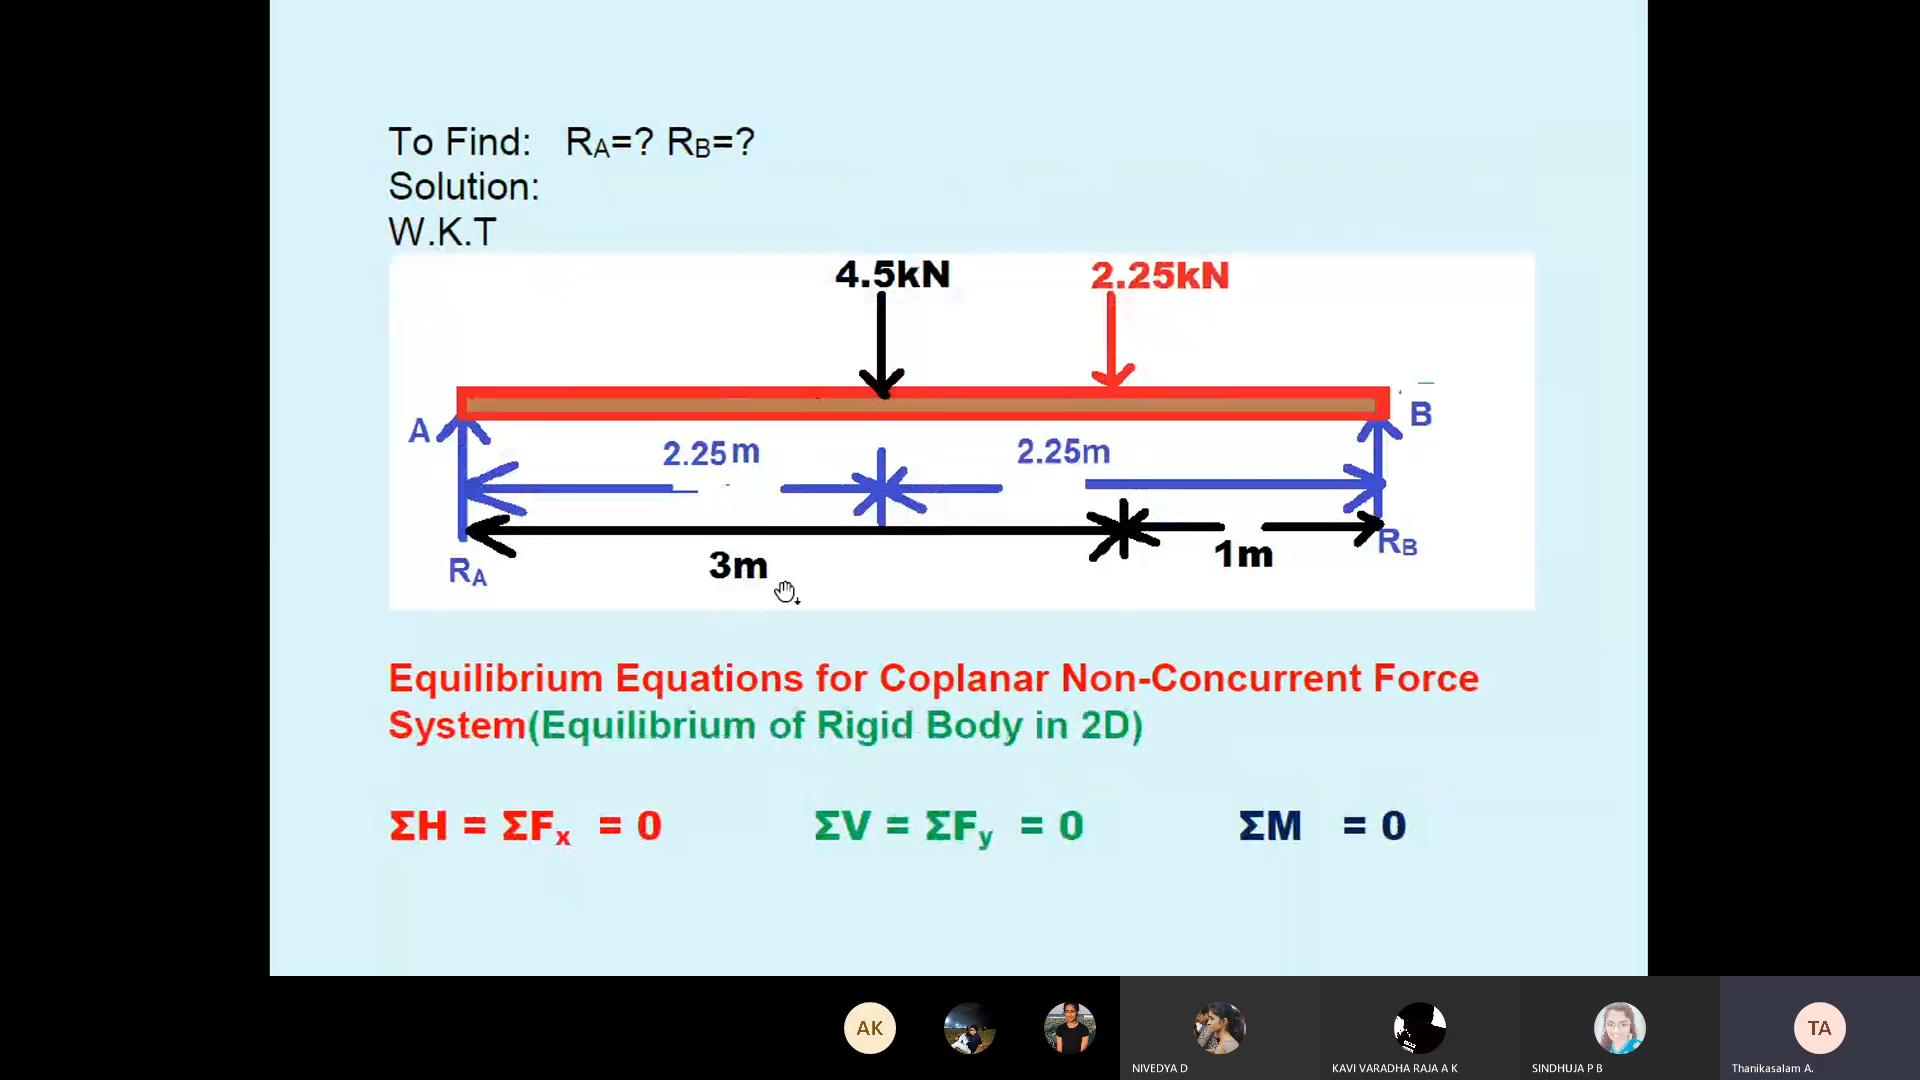 To Find: RA=? RB=?
Solution:
W.K.T
4.5kN 2.25kN
A B
2.25m 2.25m
3m 1m
RA RB
Equilibrium Equations for Coplanar Non-Concurrent Force
System(Equilibrium of Rigid Body in 2D)
ΣH = ΣFx = 0 ΣV = ΣFy = 0 ΣM = 0
AK TA
NIVEDYA D KAVI VARADHA RAJA A K SINDHUJA P B Thanikasalam A.